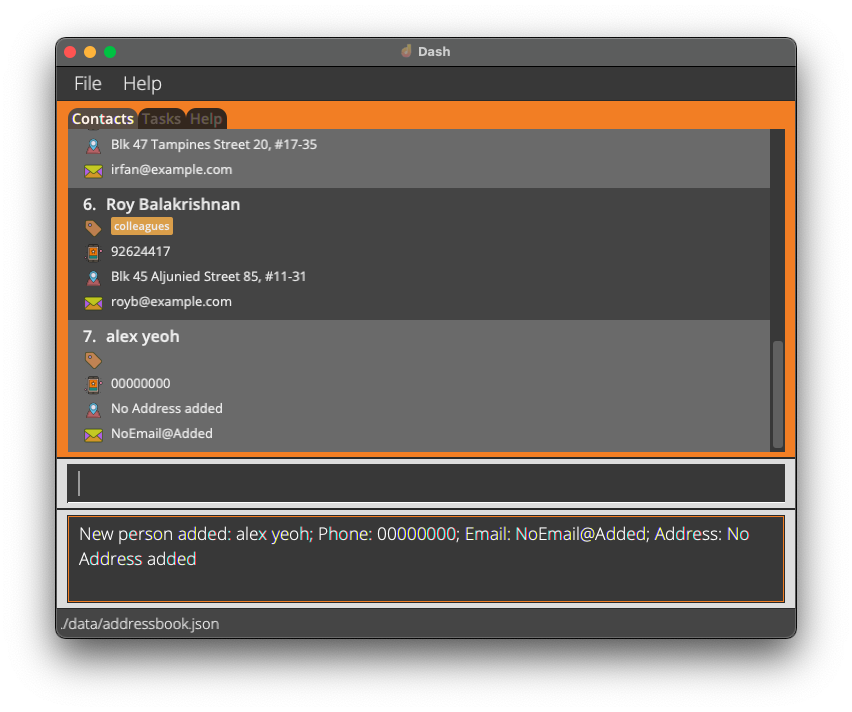 Dash
File Help
Contacts Tasks Help
Blk 47 Tampines Street 20, #17-35
irfan@example.com
6. Roy Balakrishnan
colleagues
92624417
Blk 45 Aljunied Street 85, #11-31
royb@example.com
7. alex yeoh
00000000
No Address added
NoEmail@Added
New person added: alex yeoh; Phone: 00000000; Email: NoEmail@Added; Address: No
Address added
./data/addressbook.json